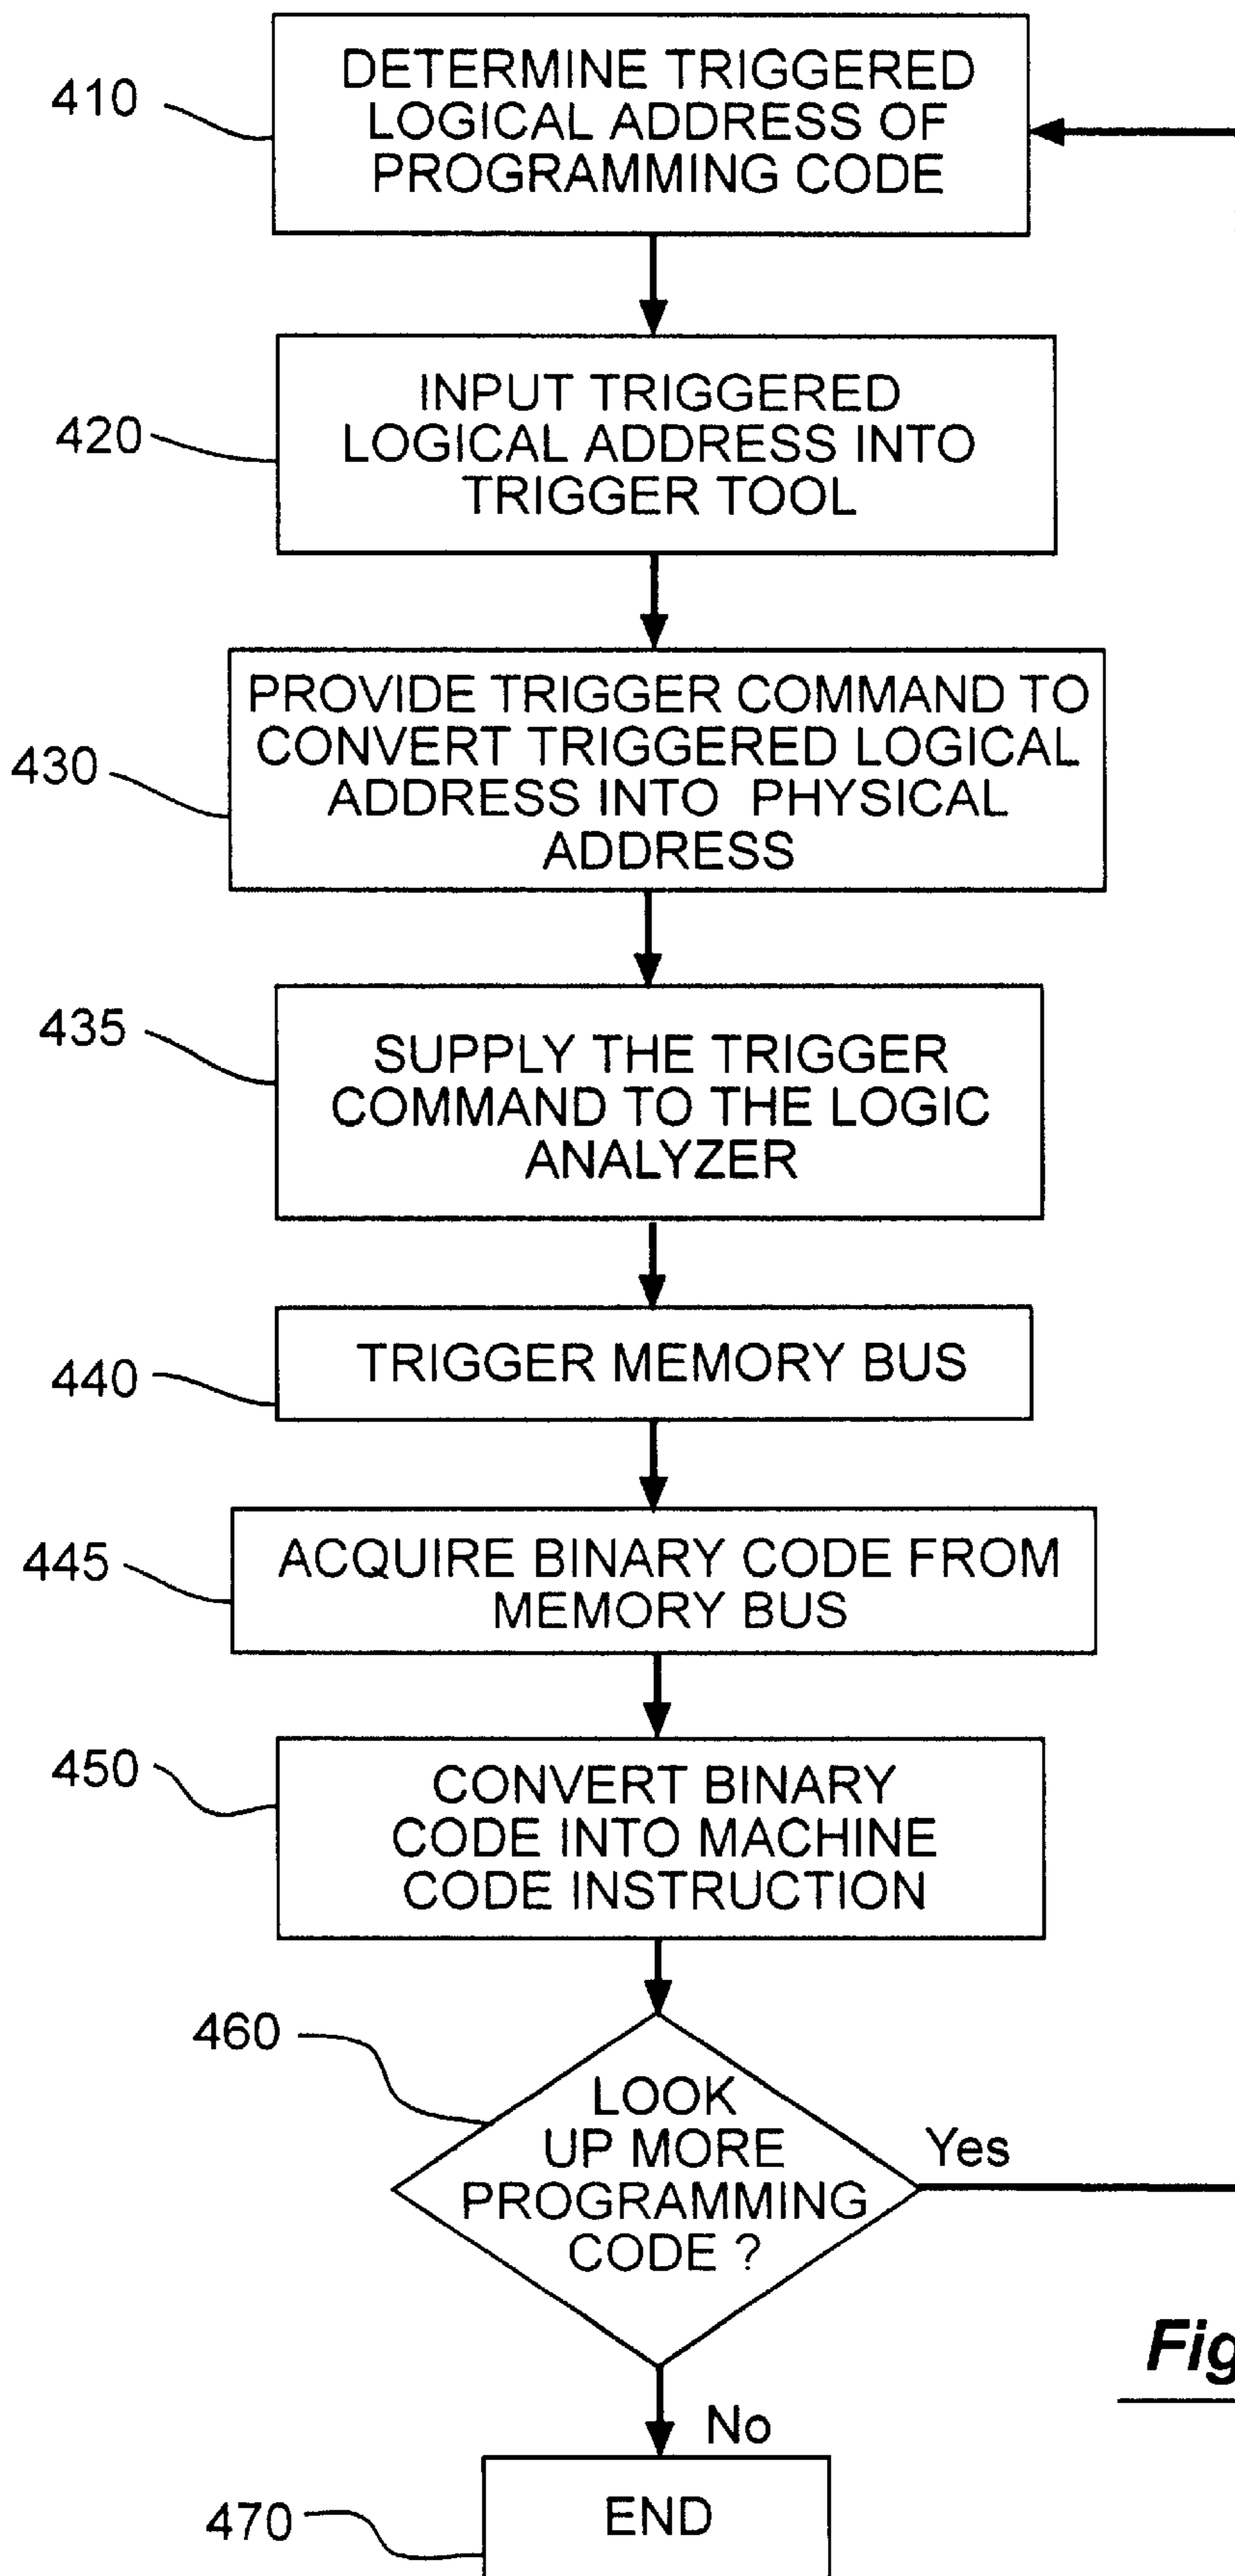 410
DETERMINE TRIGGERED
LOGICAL ADDRESS OF
PROGRAMMING CODE
420
INPUT TRIGGERED
LOGICAL ADDRESS INTO
TRIGGER TOOL
430
PROVIDE TRIGGER COMMAND TO
CONVERT TRIGGERED LOGICAL
ADDRESS INTO PHYSICAL
ADDRESS
435
SUPPLY THE TRIGGER
COMMAND TO THE LOGIC
ANALYZER
440
TRIGGER MEMORY BUS
445
ACQUIRE BINARY CODE FROM
MEMORY BUS
450
CONVERT BINARY
CODE INTO MACHINE
CODE INSTRUCTION
460
LOOK
UP MORE
PROGRAMMING
CODE ?
Yes
Fig
No
470
END